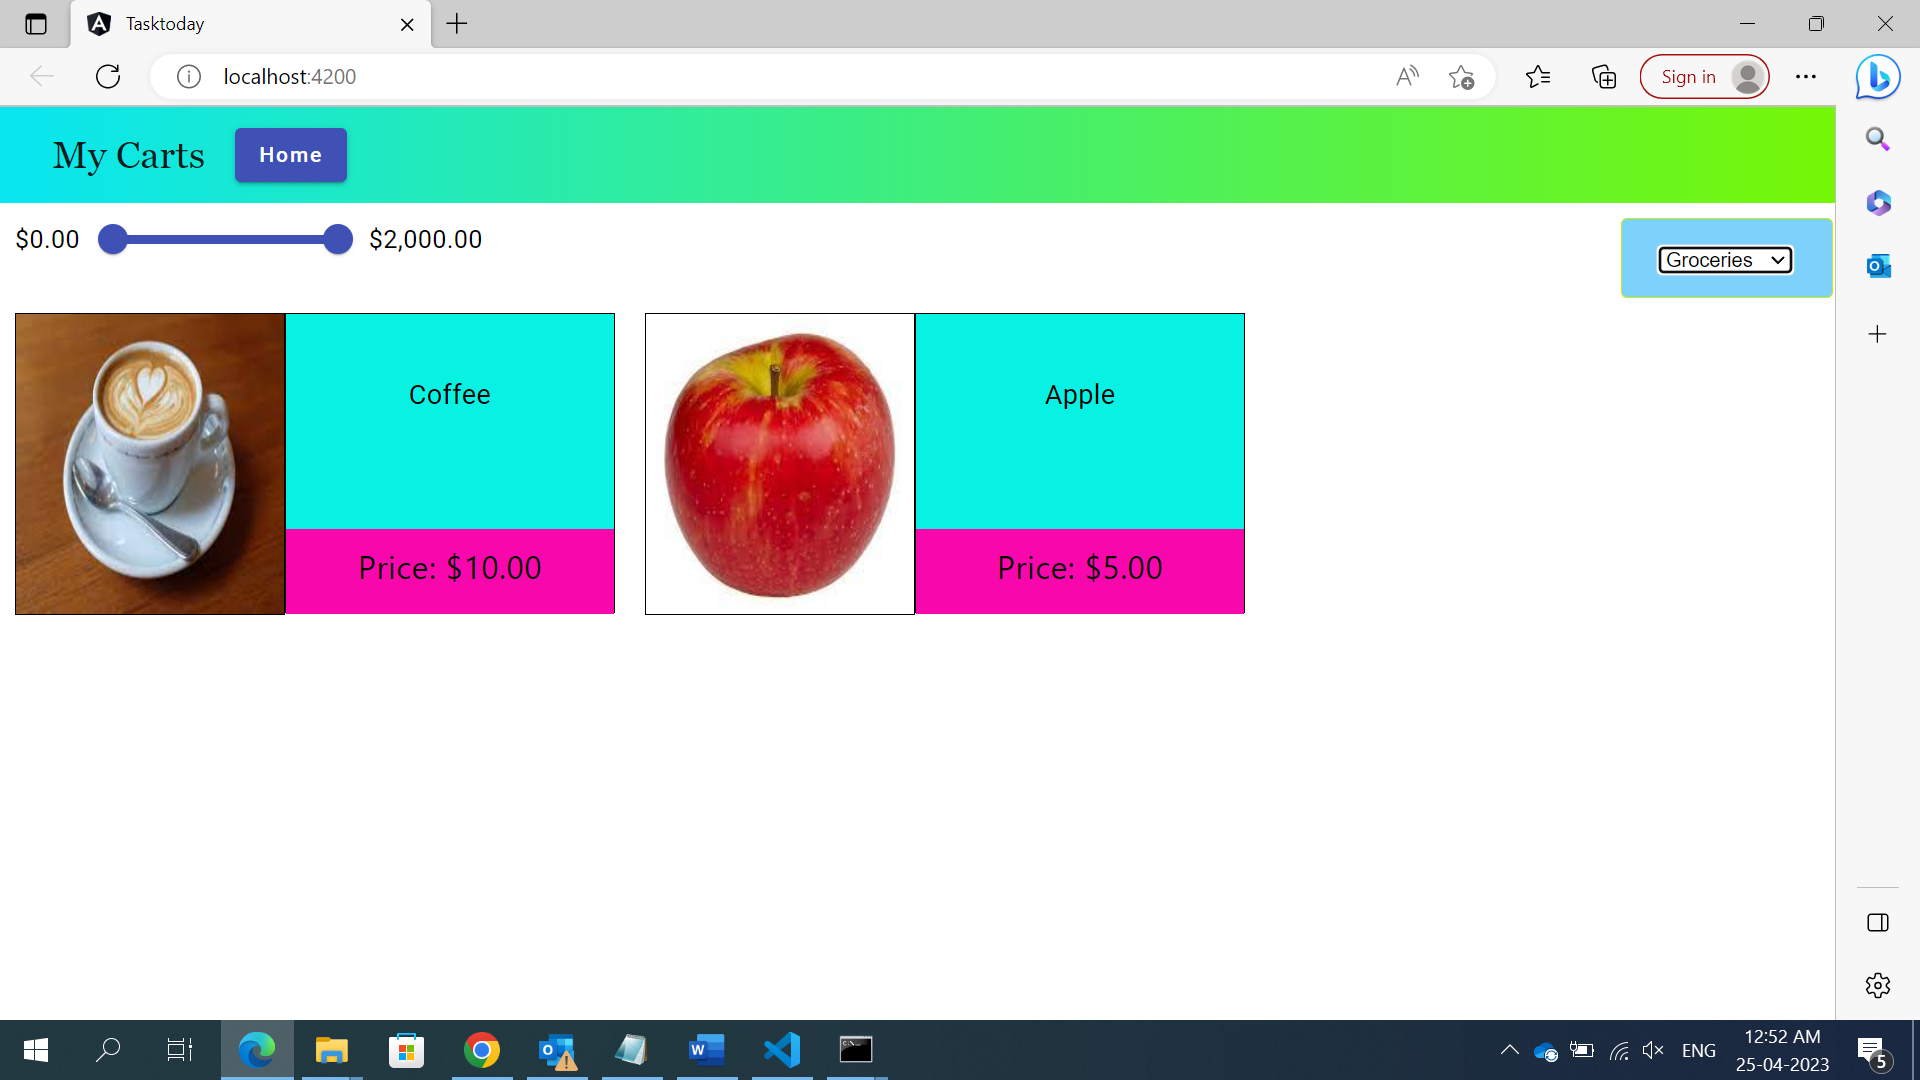 Tasktoday
localhost:4200
Sign in
My Carts
Home
$0.00
$2,000.00
Groceries
Coffee
Price: $10.00
Apple
Price: $5.00
ENG
12:52 AM
25-04-2023
5